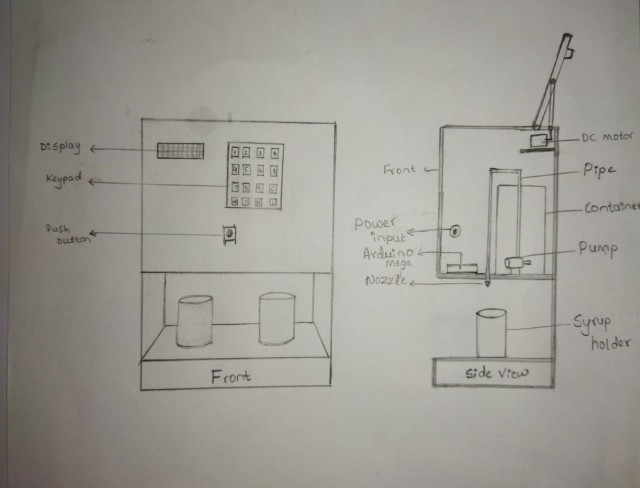 Display
Keypad
Push
button
Front
Front
Power
input
Arduino
Mega
Nozzle
DC motor
Pipe
Container
Pump
Syrup
holder
Side View